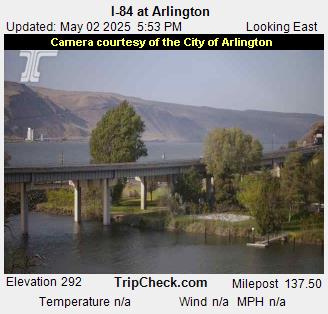 I-84 at Arlington
Updated: May 02 2025 5:53 PM Looking East
Camera courtesy of the City of Arlington
Elevation 292 TripCheck.com Milepost 137.50
Temperature n/a Wind n/a MPH n/a